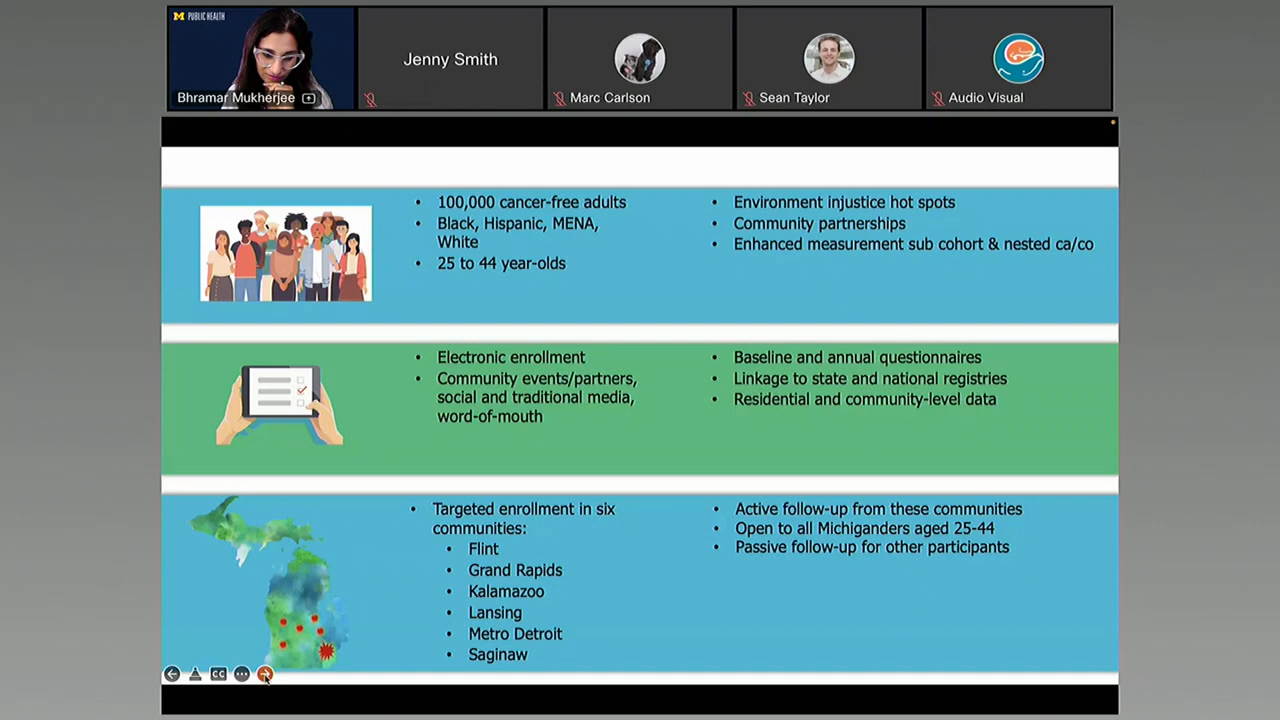 M PUBLIC HEALTH
Bhramar Mukherjee
Jenny Smith
Marc Carlson
Sean Taylor
Audio Visual
• 100,000 cancer-free adults
• Black, Hispanic, MENA,
White
• 25 to 44 year-olds
• Environment injustice hot spots
• Community partnerships
• Enhanced measurement sub cohort & nested ca/co
• Electronic enrollment
• Community events/partners,
social and traditional media,
word-of-mouth
• Baseline and annual questionnaires
• Linkage to state and national registries
• Residential and community-level data
• Targeted enrollment in six
communities:
• Flint
• Grand Rapids
• Kalamazoo
• Lansing
• Metro Detroit
• Saginaw
• Active follow-up from these communities
• Open to all Michiganders aged 25-44
• Passive follow-up for other participants
CC